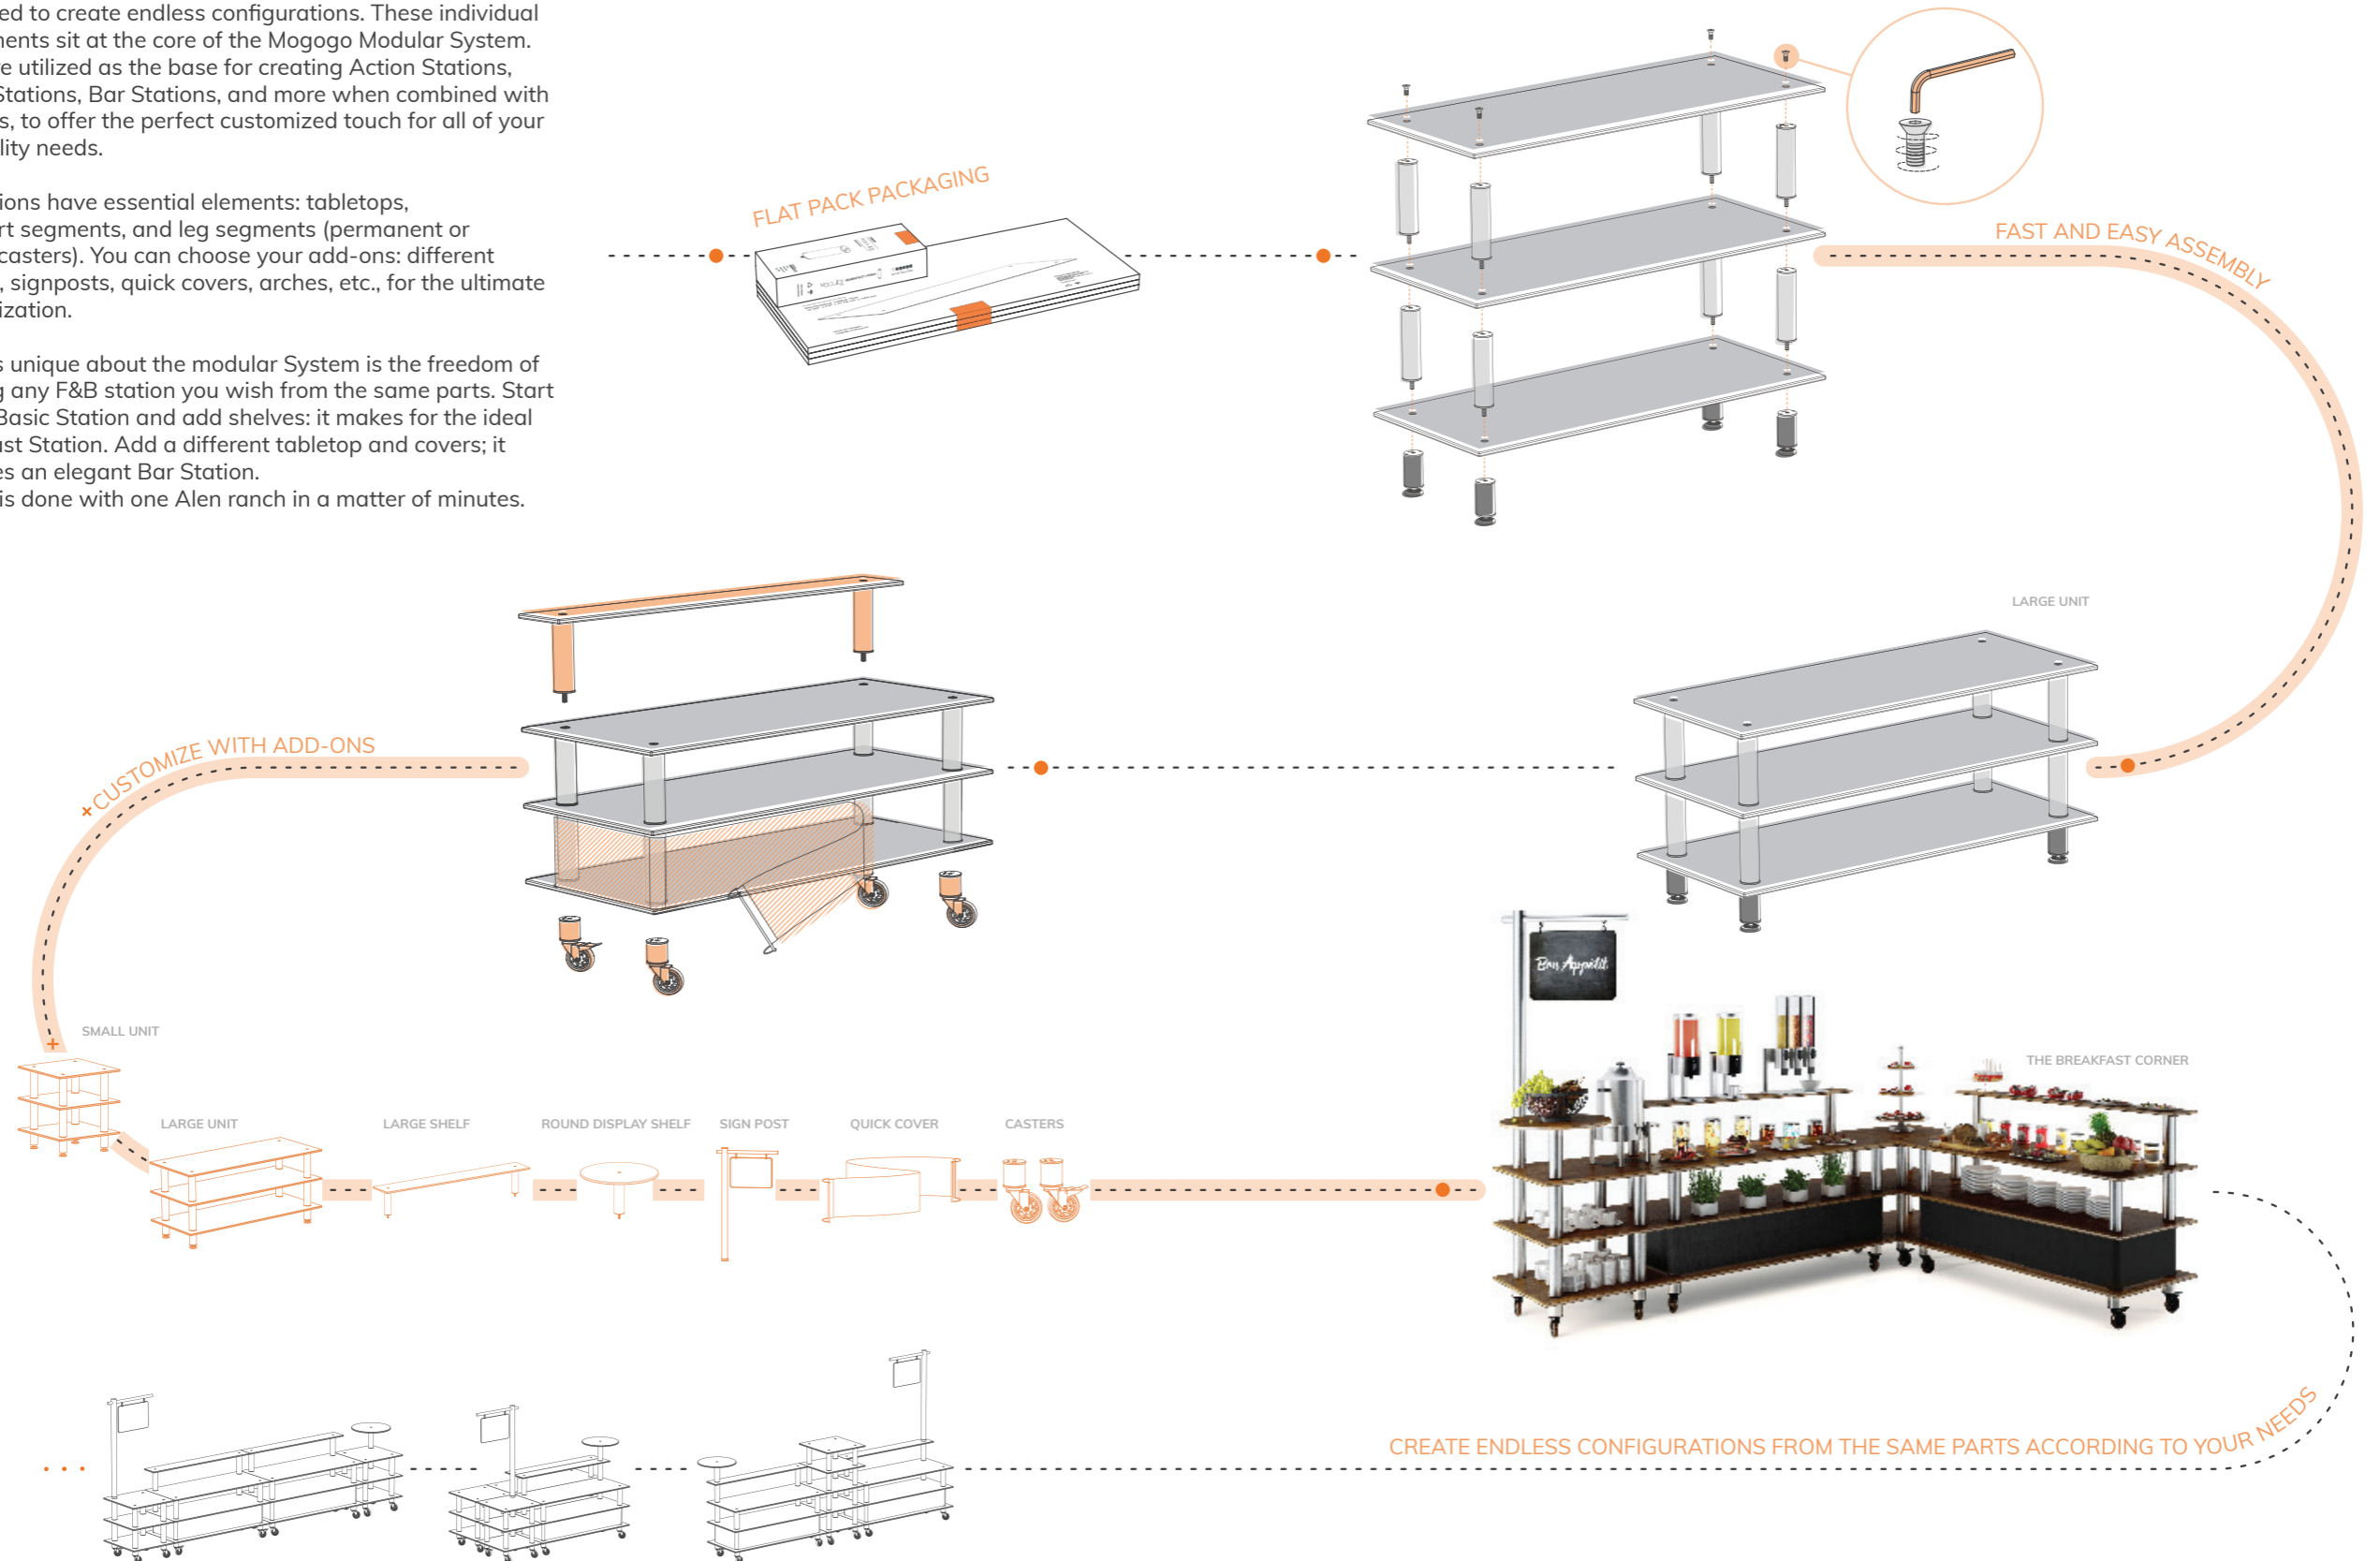 ed to create endless configurations. These individual
nents sit at the core of the Mogogo Modular System.
e utilized as the base for creating Action Stations,
Stations, Bar Stations, and more when combined with
s, to offer the perfect customized touch for all of your
lity needs.
ions have essential elements: tabletops,
rt segments, and leg segments (permanent or
casters). You can choose your add-ons: different
, signposts, quick covers, arches, etc., for the ultimate
ization.
s unique about the modular System is the freedom of
g any F&B station you wish from the same parts. Start
Basic Station and add shelves: it makes for the ideal
ast Station. Add a different tabletop and covers; it
es an elegant Bar Station.
is done with one Alen ranch in a matter of minutes.
FLAT PACK PACKAGING
FAST AND EASY ASSEMBLY
LARGE UNIT
+CUSTOMIZE WITH ADD-ONS
+
SMALL UNIT
LARGE UNIT
LARGE SHELF
ROUND DISPLAY SHELF
SIGN POST
QUICK COVER
CASTERS
Bon Appétit.
THE BREAKFAST CORNER
CREATE ENDLESS CONFIGURATIONS FROM THE SAME PARTS ACCORDING TO YOUR NEEDS